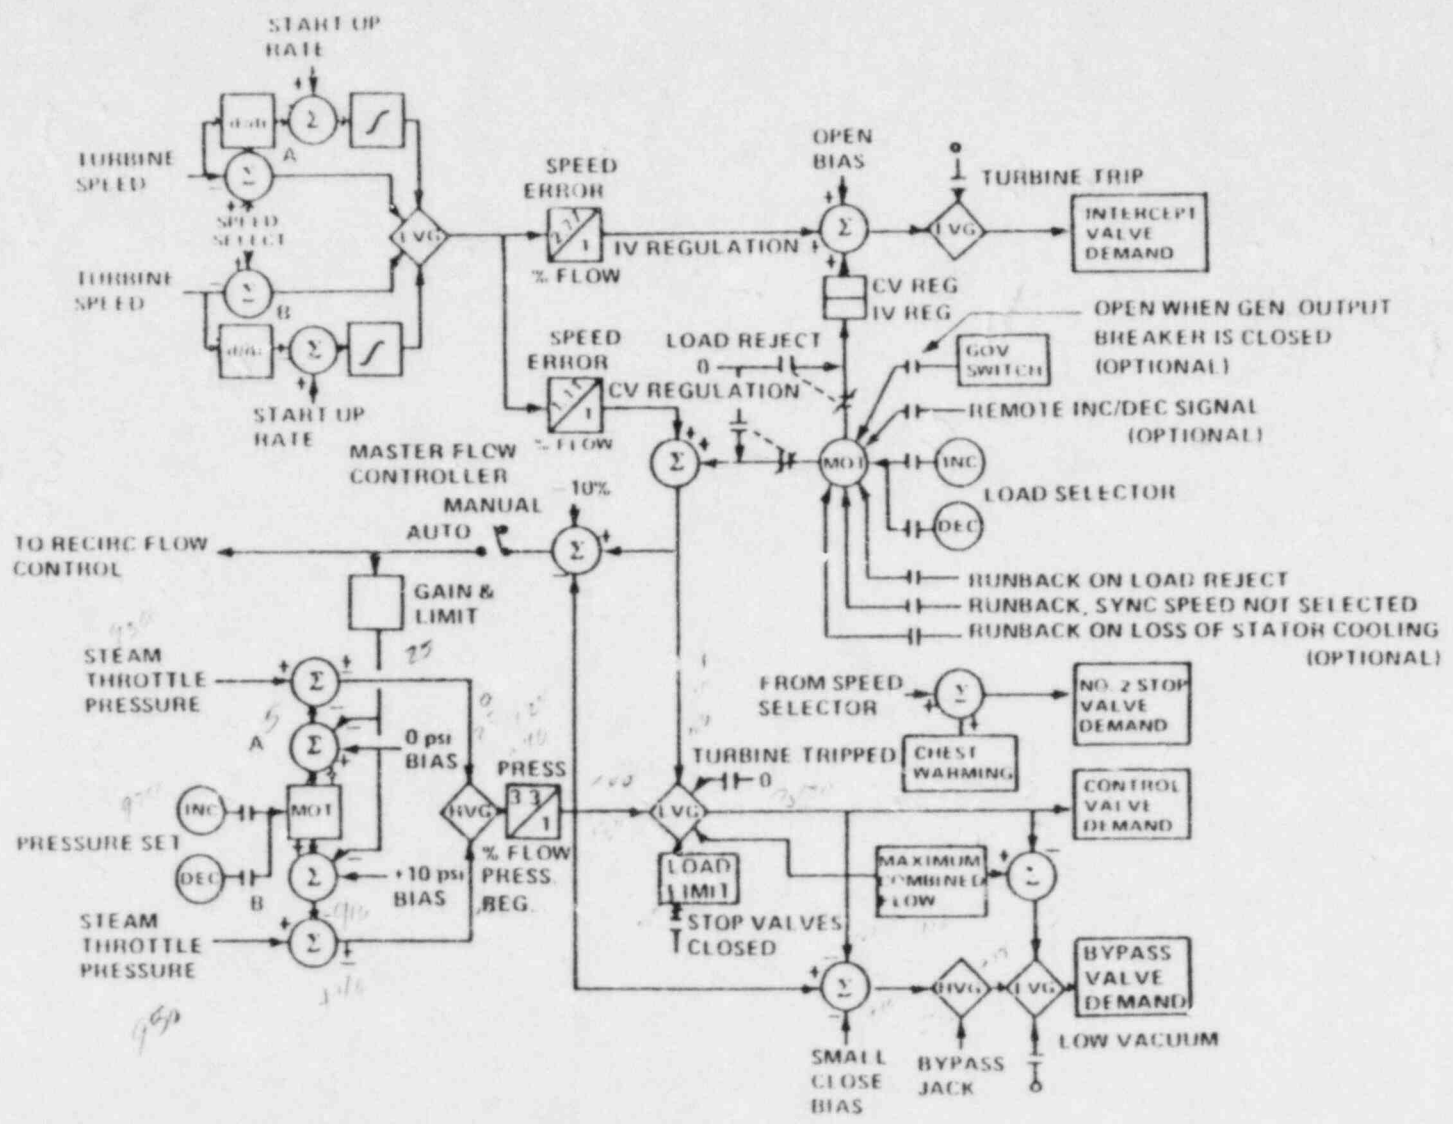 START UP
RATE
+
Σ
A
TURBINE
SPEED
Σ
SPEED
SELECT
TURBINE
SPEED
Σ
B
Σ
START UP
RATE
LVG
SPEED
ERROR
1
% FLOW
IV REGULATION
OPEN
BIAS
Σ
TURBINE TRIP
LVG
INTERCEPT
VALVE
DEMAND
CV REG
IV REG
SPEED
ERROR
1
% FLOW
CV REGULATION
LOAD REJECT
0
OPEN WHEN GEN. OUTPUT
BREAKER IS CLOSED
(OPTIONAL)
GOV
SWITCH
REMOTE INC/DEC SIGNAL
(OPTIONAL)
MOT
INC
LOAD SELECTOR
DEC
RUNBACK ON LOAD REJECT
RUNBACK, SYNC SPEED NOT SELECTED
RUNBACK ON LOSS OF STATOR COOLING
(OPTIONAL)
MASTER FLOW
CONTROLLER
MANUAL
AUTO
10%
Σ
Σ
TO RECIRC FLOW
CONTROL
GAIN &
LIMIT
25
STEAM
THROTTLE
PRESSURE
Σ
A
Σ
0 psi
BIAS
INC
MOT
PRESSURE SET
DEC
B
Σ
+10 psi
BIAS
STEAM
THROTTLE
PRESSURE
Σ
950
HVG
PRESS
3 3
1
% FLOW
PRESS.
REG.
FROM SPEED
SELECTOR
Σ
CHEST
WARMING
NO. 2 STOP
VALVE
DEMAND
TURBINE TRIPPED
0
LVG
LOAD
LIMIT
STOP VALVES
CLOSED
MAXIMUM
COMBINED
FLOW
Σ
CONTROL
VALVE
DEMAND
Σ
SMALL
CLOSE
BIAS
HVG
BYPASS
JACK
LVG
LOW VACUUM
BYPASS
VALVE
DEMAND